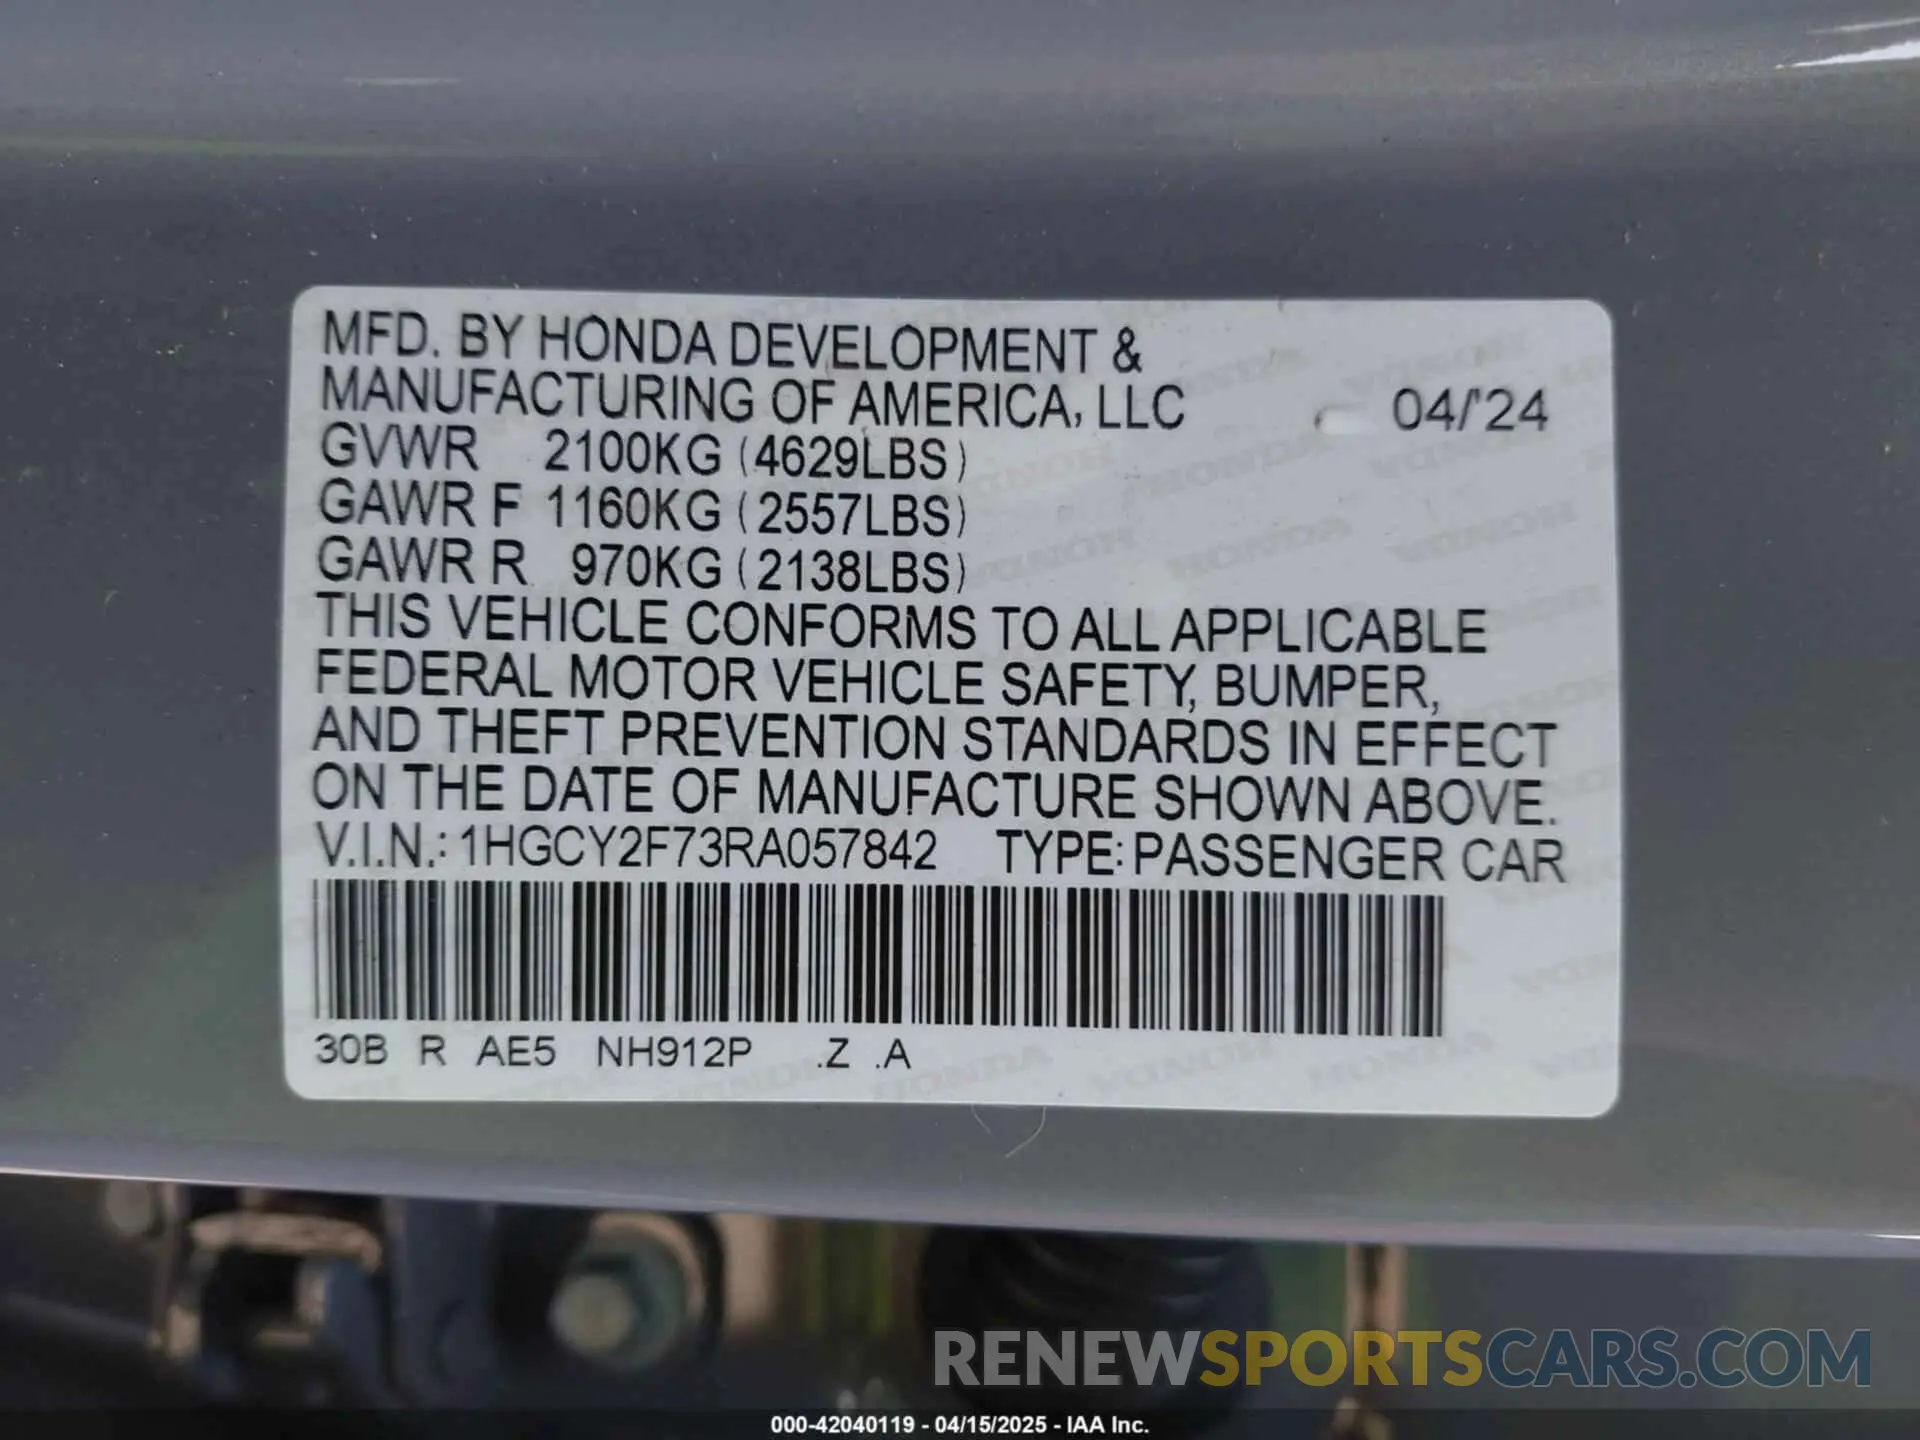 MFD. BY HONDA DEVELOPMENT &
MANUFACTURING OF AMERICA, LLC 04/'24
GVWR 2100KG (4629LBS)
GAWR F 1160KG (2557LBS)
GAWR R 970KG (2138LBS)
THIS VEHICLE CONFORMS TO ALL APPLICABLE
FEDERAL MOTOR VEHICLE SAFETY, BUMPER,
AND THEFT PREVENTION STANDARDS IN EFFECT
ON THE DATE OF MANUFACTURE SHOWN ABOVE.
V.I.N.: 1HGCY2F73RA057842 TYPE: PASSENGER CAR
30B R AE5 NH912P .Z .A
RENEWSPORTSCARS.COM
000-42040119 - 04/15/2025 - IAA Inc.